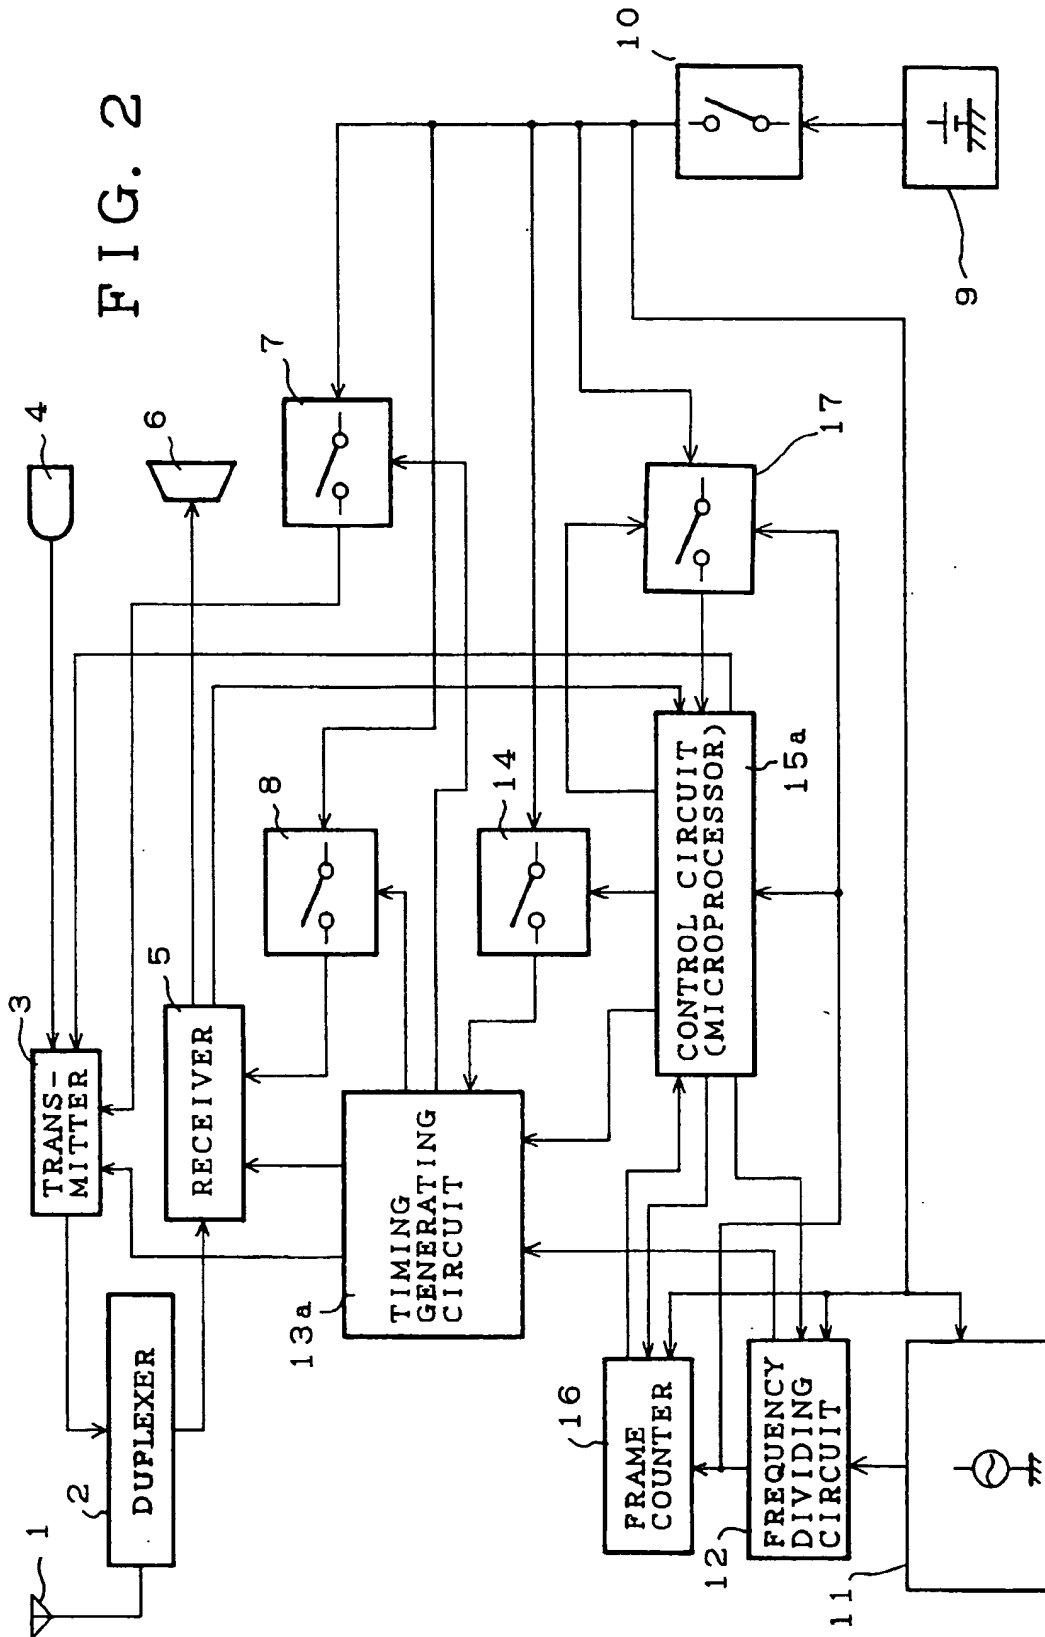 FIG. 2
1
2
DUPLEXER
3
TRANS-
MITTER
4
5
RECEIVER
6
7
8
13a
TIMING
GENERATING
CIRCUIT
14
10
9
17
CONTROL CIRCUIT
(MICROPROCESSOR)
15a
16
FRAME
COUNTER
12
FREQUENCY
DIVIDING
CIRCUIT
11